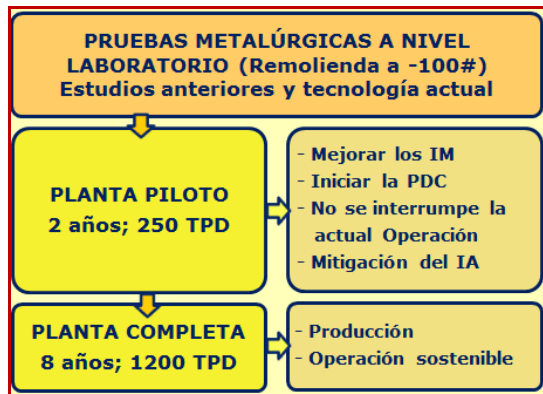 PRUEBAS METALÚRGICAS A NIVEL
LABORATORIO (Remolienda a -100#)
Estudios anteriores y tecnología actual
PLANTA PILOTO
2 años; 250 TPD
- Mejorar los IM
- Iniciar la PDC
- No se interrumpe la
actual Operación
- Mitigación del IA
PLANTA COMPLETA
8 años; 1200 TPD
- Producción
- Operación sostenible